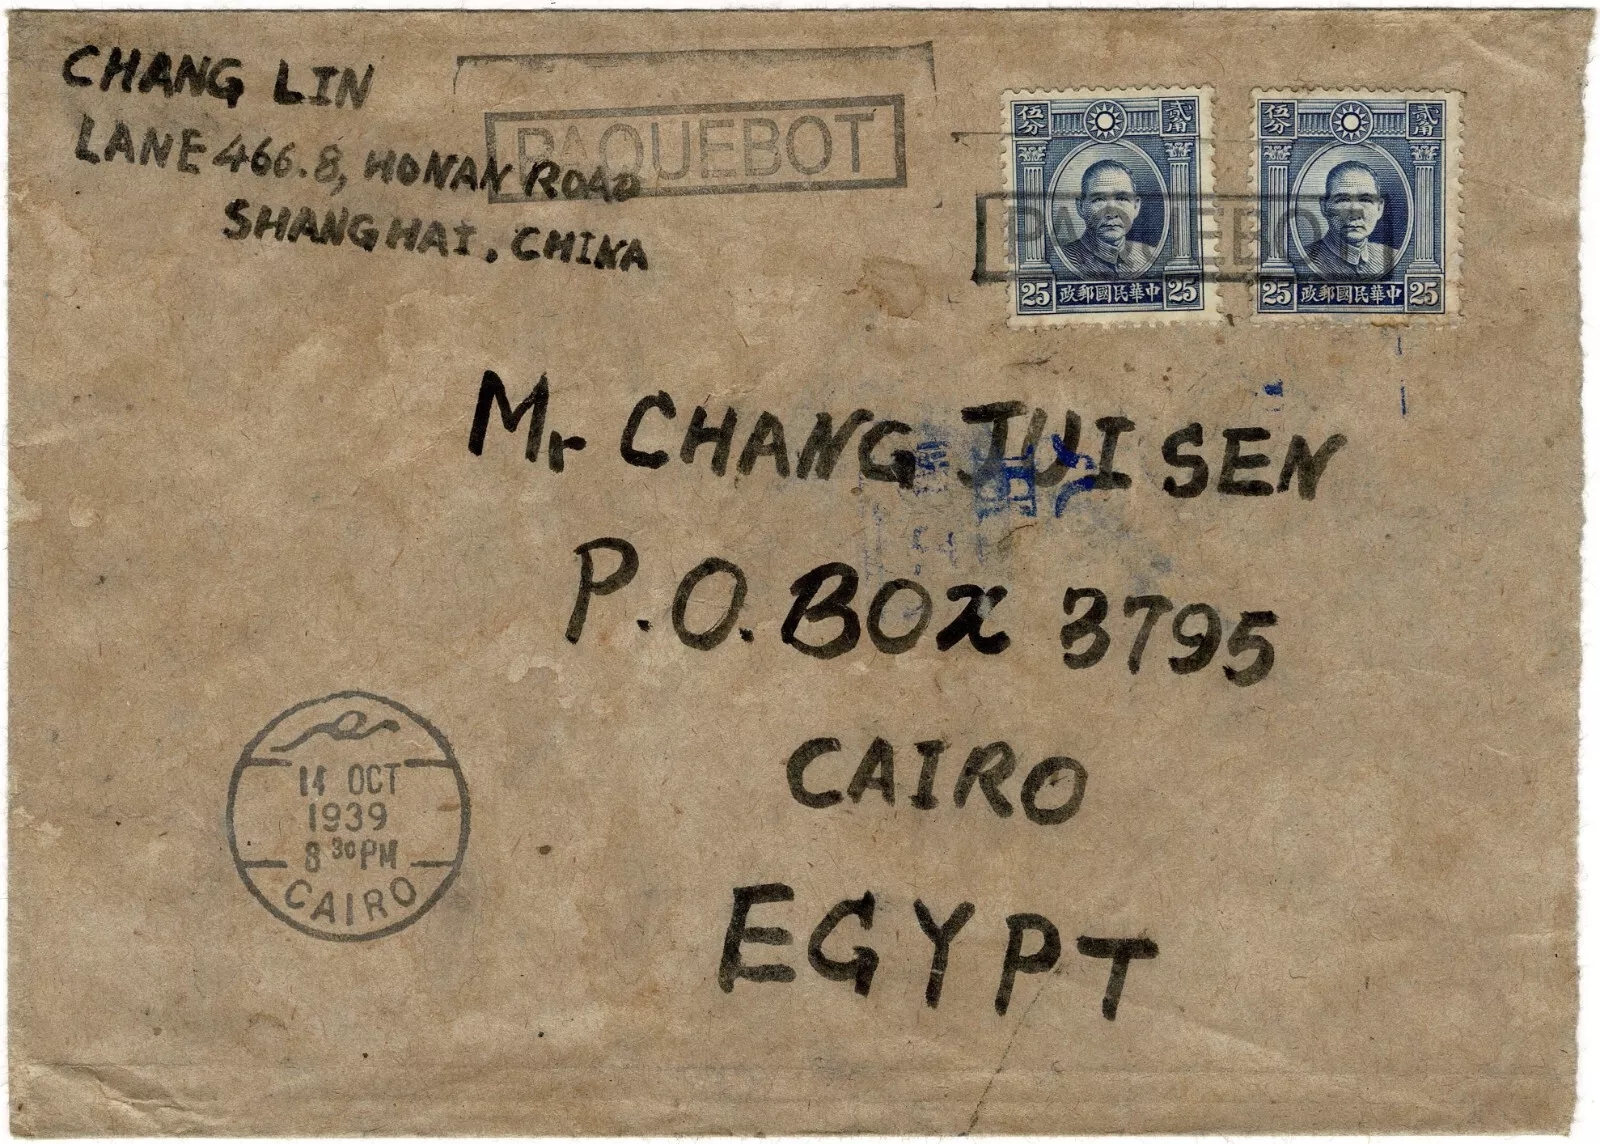 CHANG LIN
LANE 466.8, HONAN ROAD
SHANGHAI, CHINA
PAQUEBOT
PAQUEBOT
伍分 貳角
25 政郵國民華中 25
伍分 貳角
25 政郵國民華中 25
Mr CHANG JUI SEN
P.O. BOX 3795
CAIRO
EGYPT
14 OCT
1939
8 30 PM
CAIRO